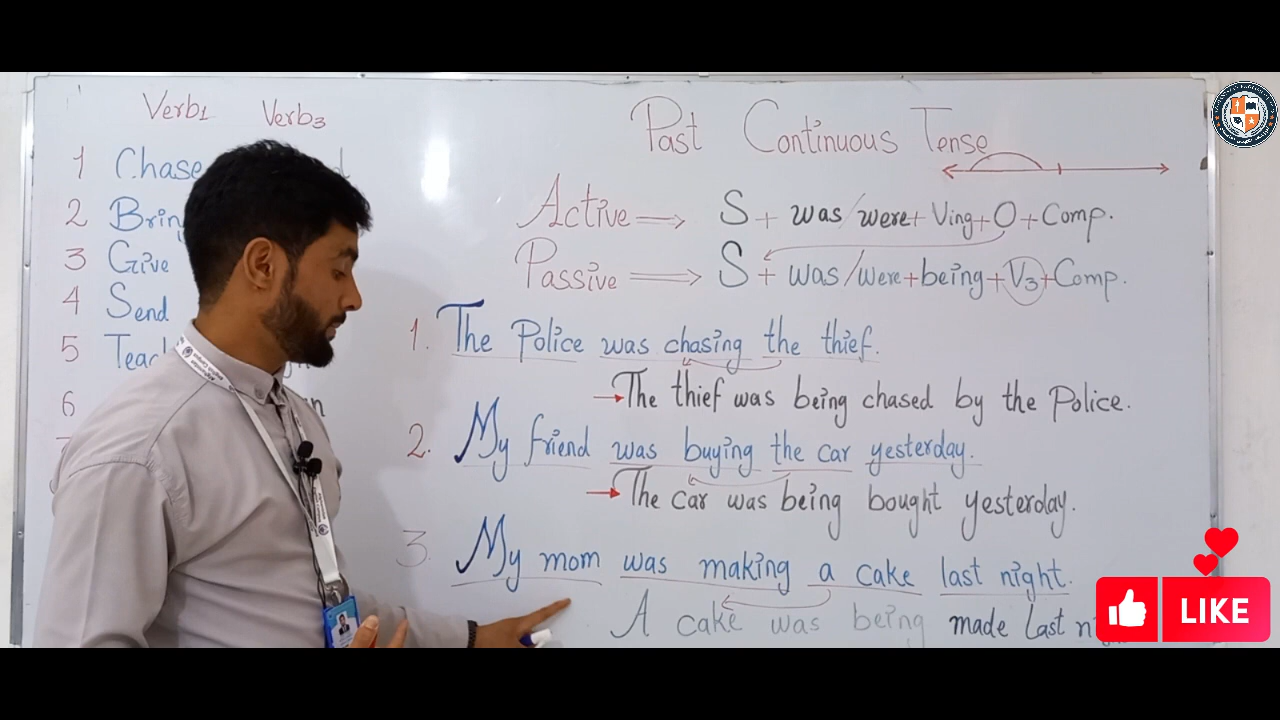 Verb1 Verb3
1 Chase
2 Brin
3 Give
4 Send
5 Teac
6
Past Continuous Tense
Active ⇒ S + was/were + Ving + O + Comp.
Passive ⇒ S + was/were + being + V3 + Comp.
1. The Police was chasing the thief.
→ The thief was being chased by the Police.
2. My friend was buying the car yesterday.
→ The car was being bought yesterday.
3. My mom was making a cake last night.
A cake was being made last
LIKE